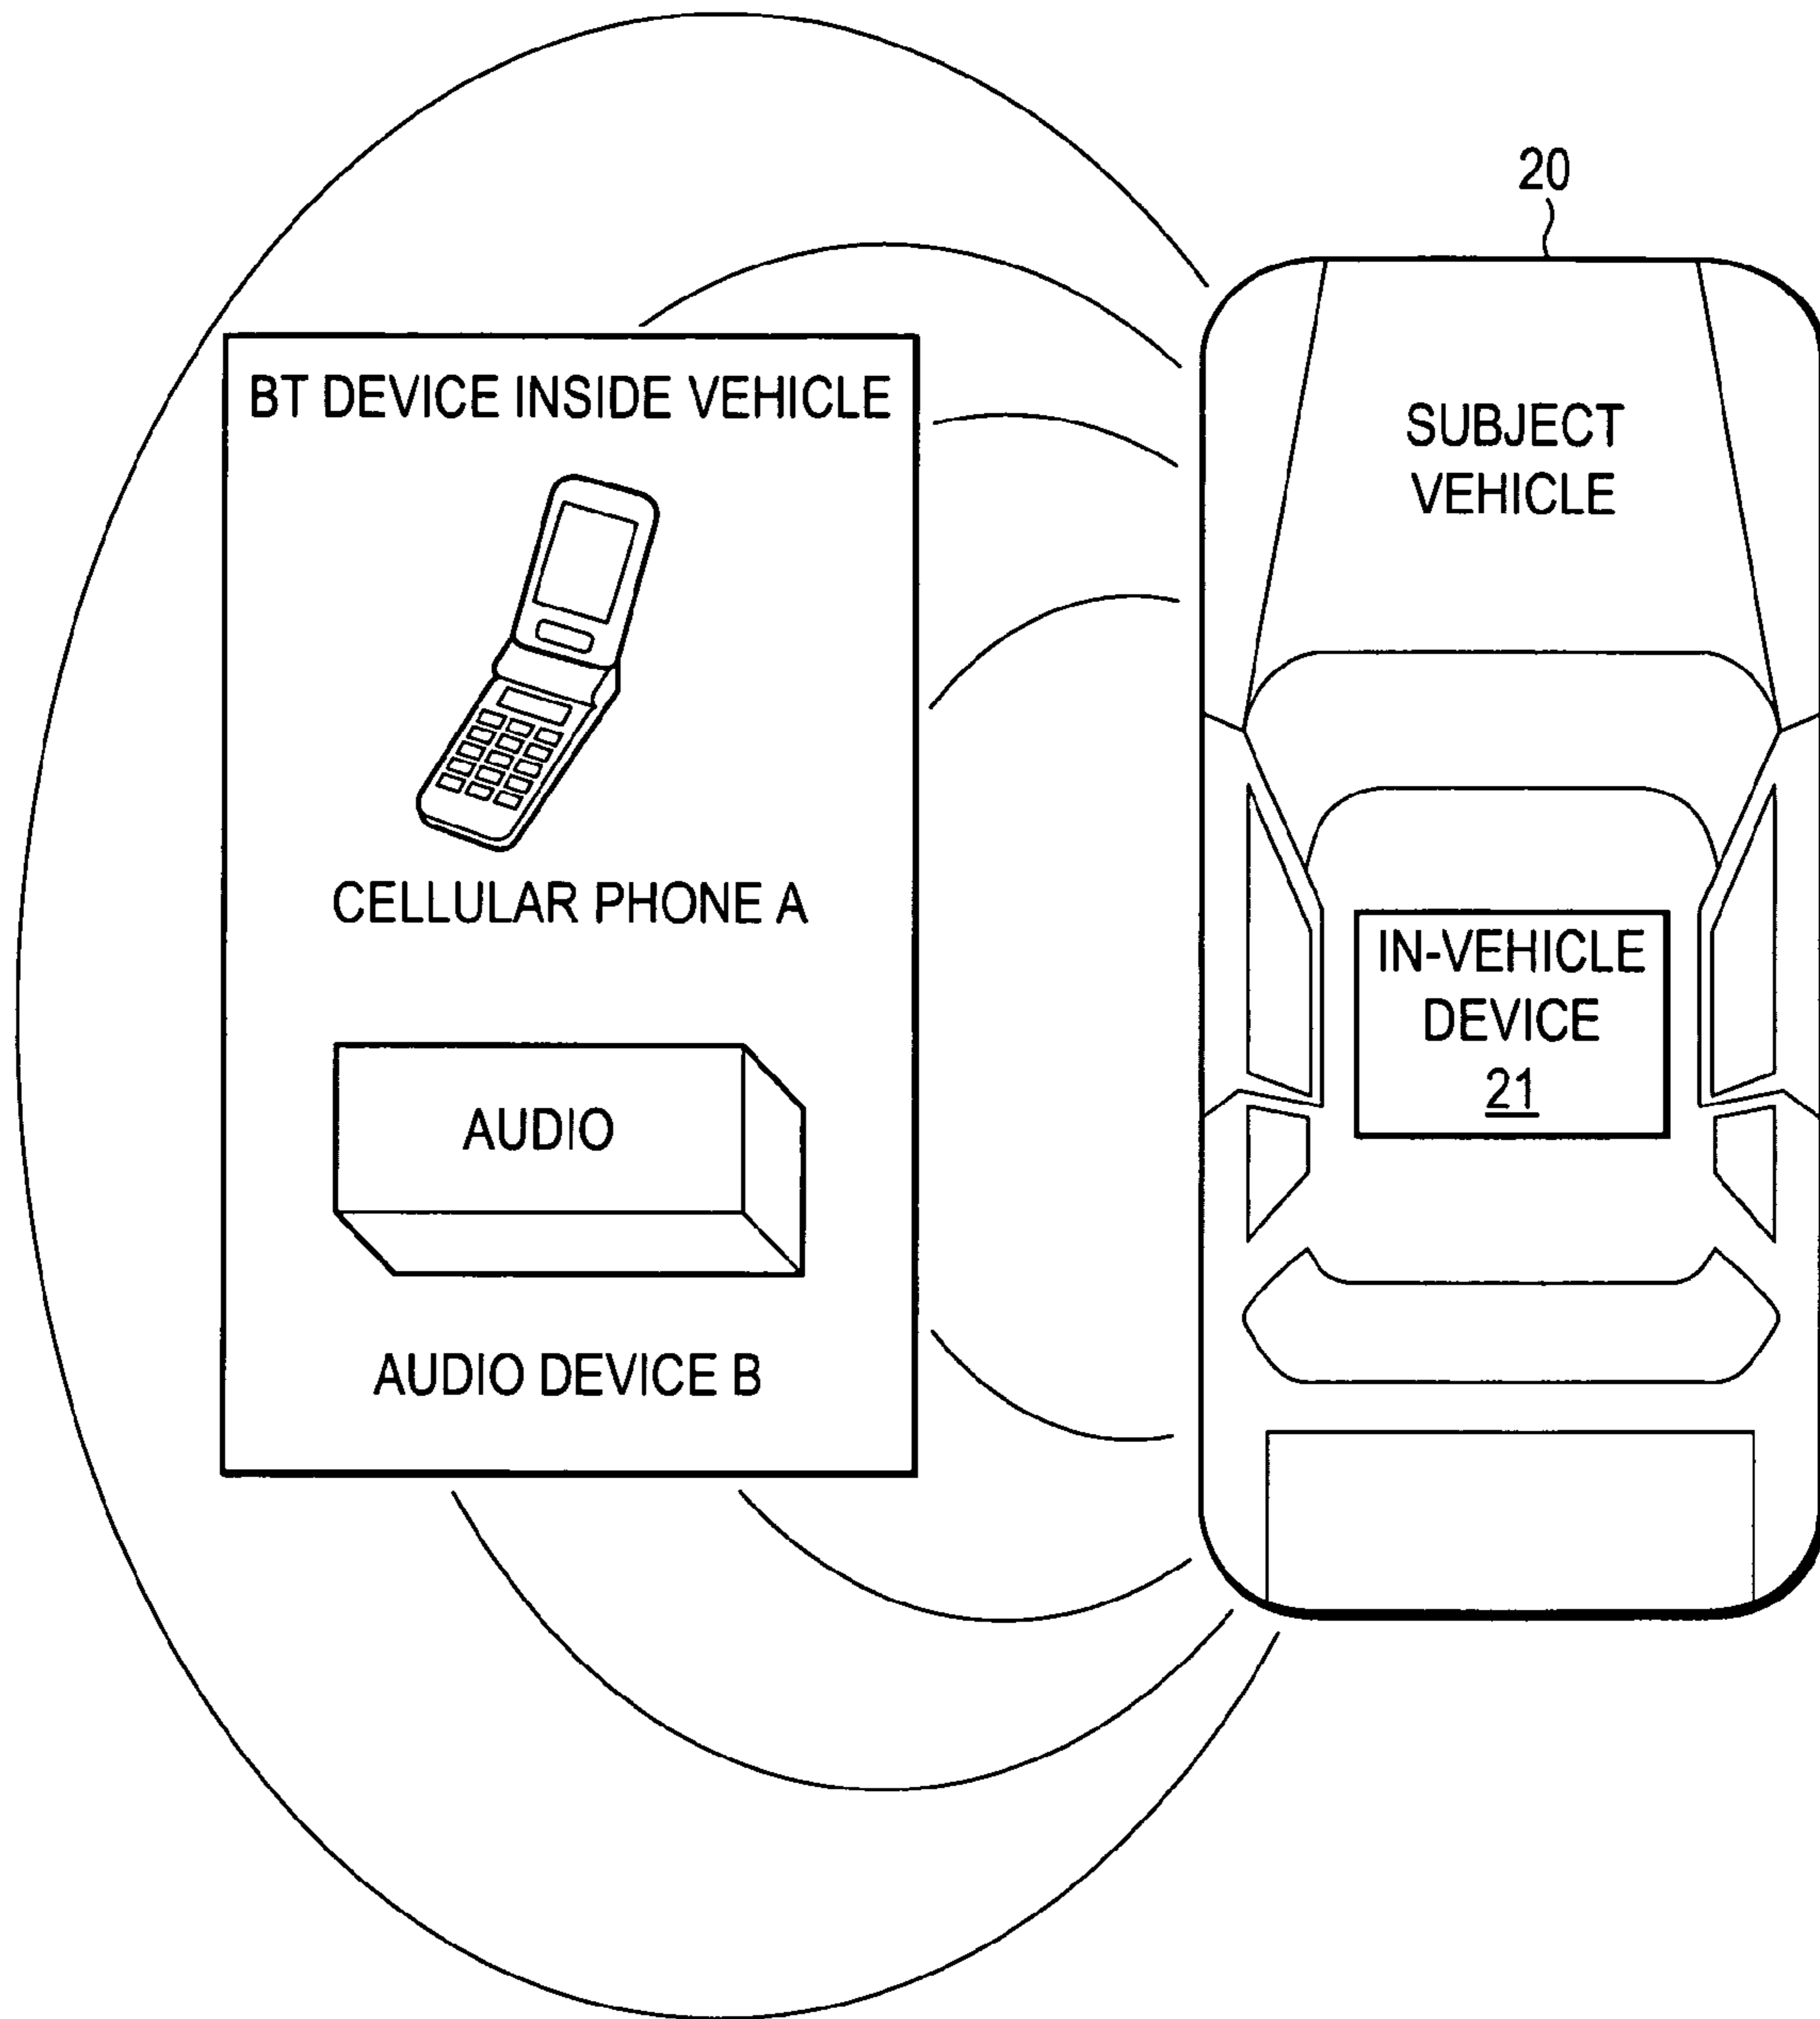 20
BT DEVICE INSIDE VEHICLE
SUBJECT
VEHICLE
CELLULAR PHONE A
IN-VEHICLE
DEVICE
21
AUDIO
AUDIO DEVICE B